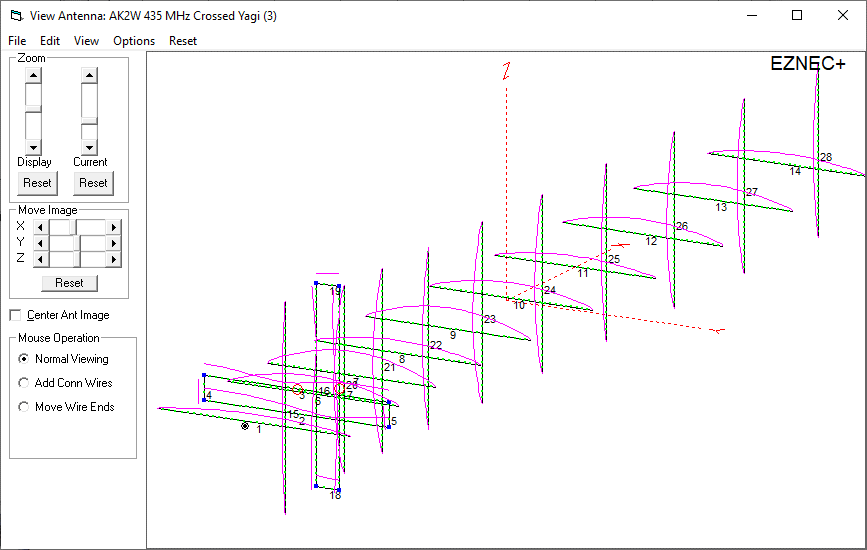 View Antenna: AK2W 435 MHz Crossed Yagi (3)
File Edit View Options Reset
Zoom
Display Current
Reset Reset
Move Image
X
Y
Z
Reset
Center Ant Image
Mouse Operation
Normal Viewing
Add Conn Wires
Move Wire Ends
EZNEC+
Z
28
14
27
13
26
12
25
11
24
10
23
9
22
8
21
7
20
19
17
16
6
3
4
15
2
5
1
18